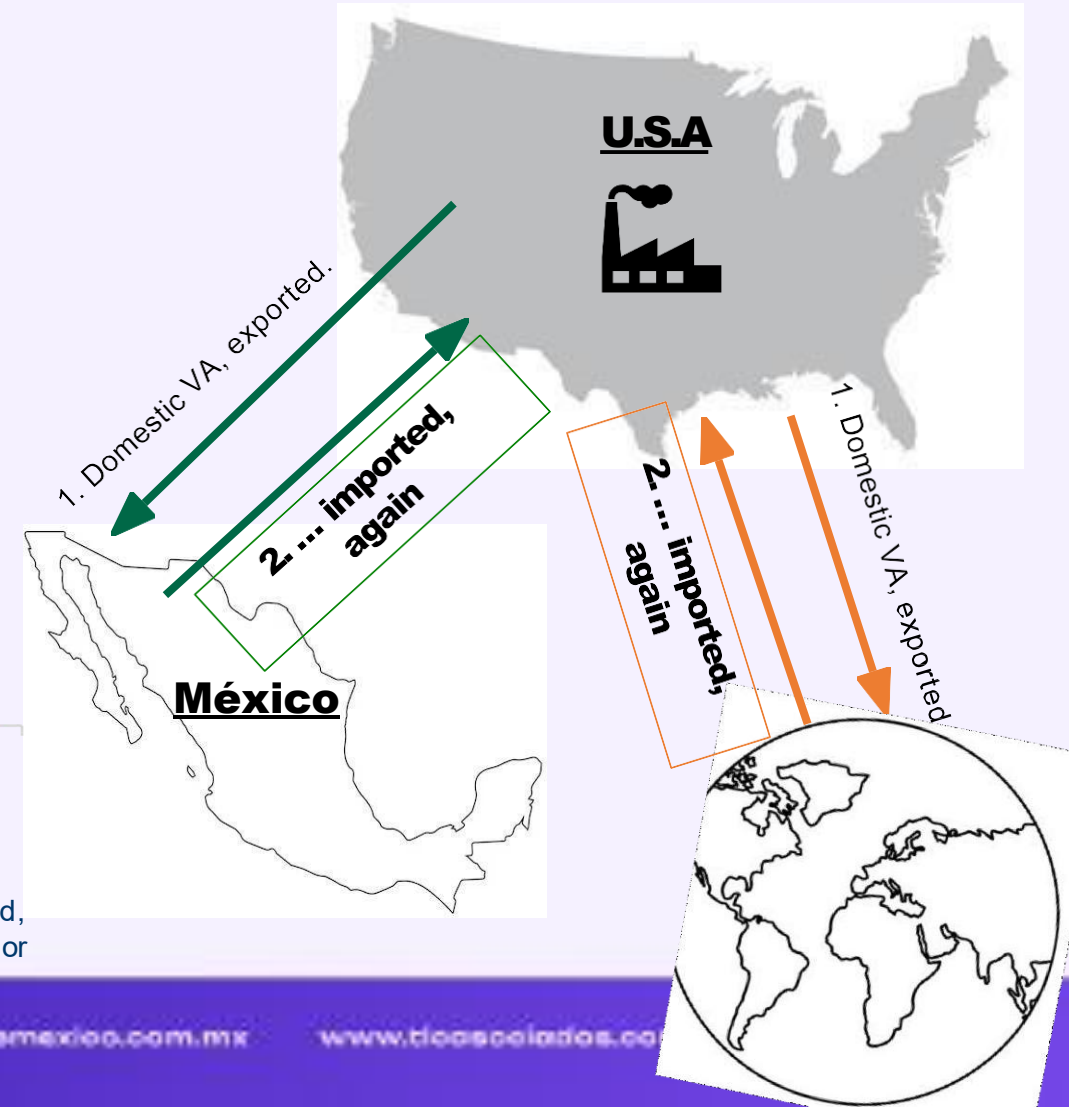 U.S.A
1. Domestic VA, exported.
2. ... imported,
again
2. ... imported,
again
1. Domestic VA, exported
México
d,
or
www.tlcasociados.co